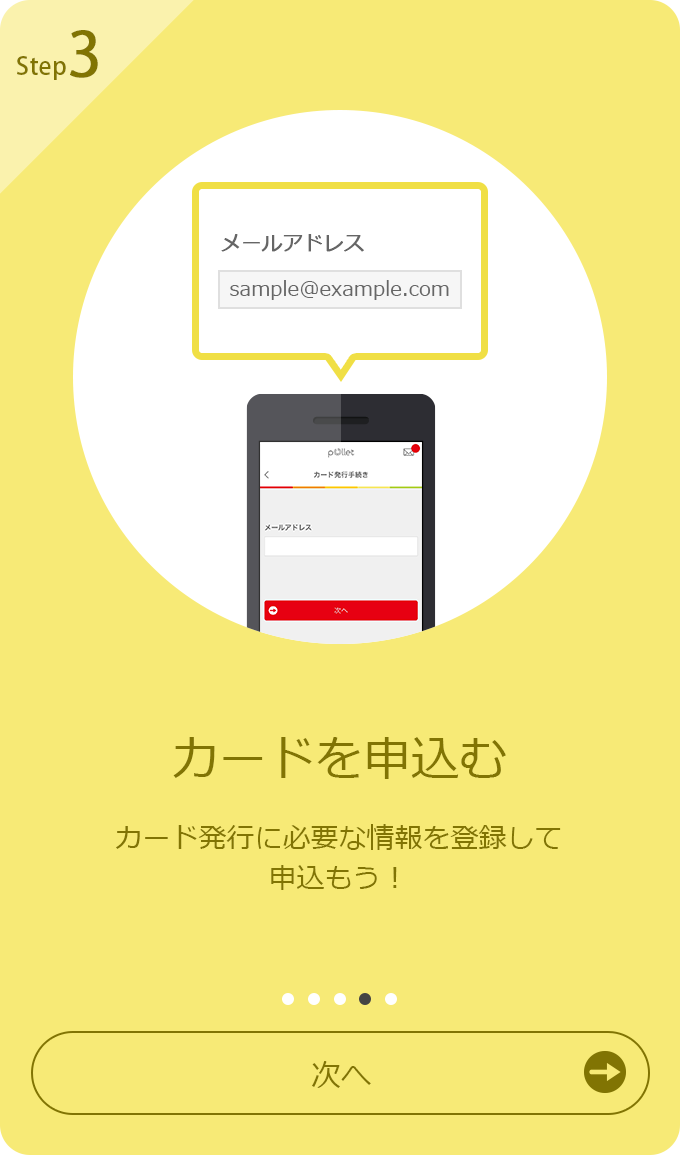 Step3
メールアドレス
sample@example.com
pollet
カード発行手続き
メールアドレス
次へ
カードを申込む
カード発行に必要な情報を登録して
申込もう！
次へ